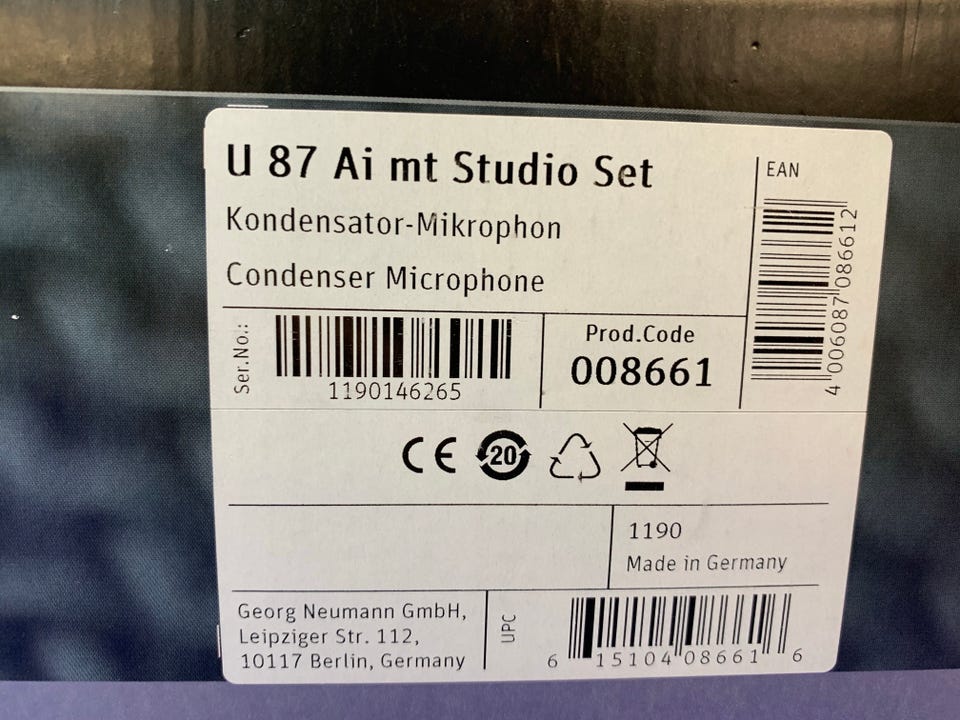 U 87 Ai mt Studio Set
Kondensator-Mikrophon
Condenser Microphone
EAN
4 006087 086612
Ser.No.:
1190146265
Prod.Code
008661
CE
20
1190
Made in Germany
Georg Neumann GmbH,
Leipziger Str. 112,
10117 Berlin, Germany
UPC
6 15104 08661 6